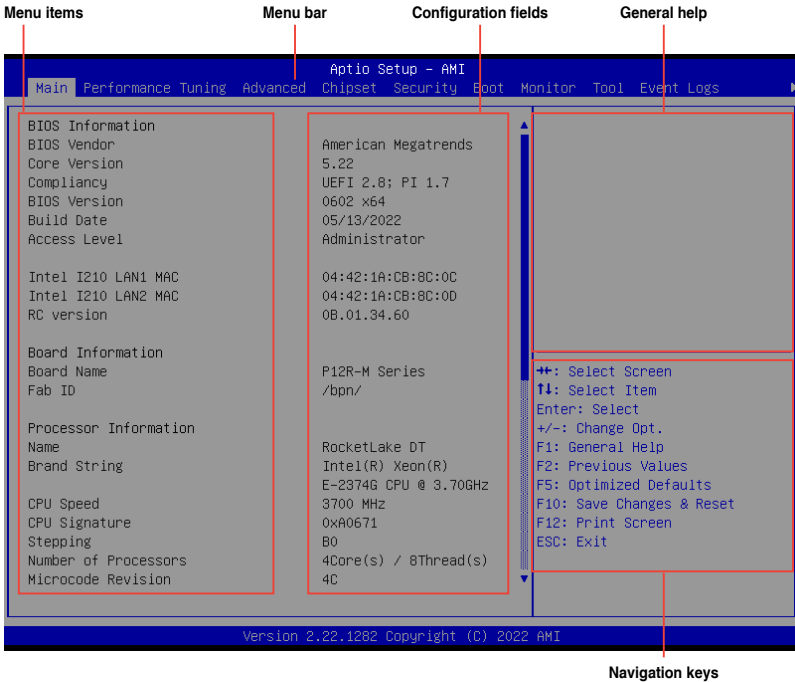 Menu items Menu bar Configuration fields General help
Aptio Setup - AMI
Main Performance Tuning Advanced Chipset Security Boot Monitor Tool Event Logs
BIOS Information
BIOS Vendor American Megatrends
Core Version 5.22
Compliancy UEFI 2.8; PI 1.7
BIOS Version 0602 x64
Build Date 05/13/2022
Access Level Administrator
Intel I210 LAN1 MAC 04:42:1A:CB:8C:0C
Intel I210 LAN2 MAC 04:42:1A:CB:8C:0D
RC version 0B.01.34.60
Board Information
Board Name P12R-M Series
Fab ID /bpn/
Processor Information
Name RocketLake DT
Brand String Intel(R) Xeon(R)
E-2374G CPU @ 3.70GHz
CPU Speed 3700 MHz
CPU Signature 0xA0671
Stepping B0
Number of Processors 4Core(s) / 8Thread(s)
Microcode Revision 4C
→←: Select Screen
↑↓: Select Item
Enter: Select
+/-: Change Opt.
F1: General Help
F2: Previous Values
F5: Optimized Defaults
F10: Save Changes & Reset
F12: Print Screen
ESC: Exit
Version 2.22.1282 Copyright (C) 2022 AMI
Navigation keys